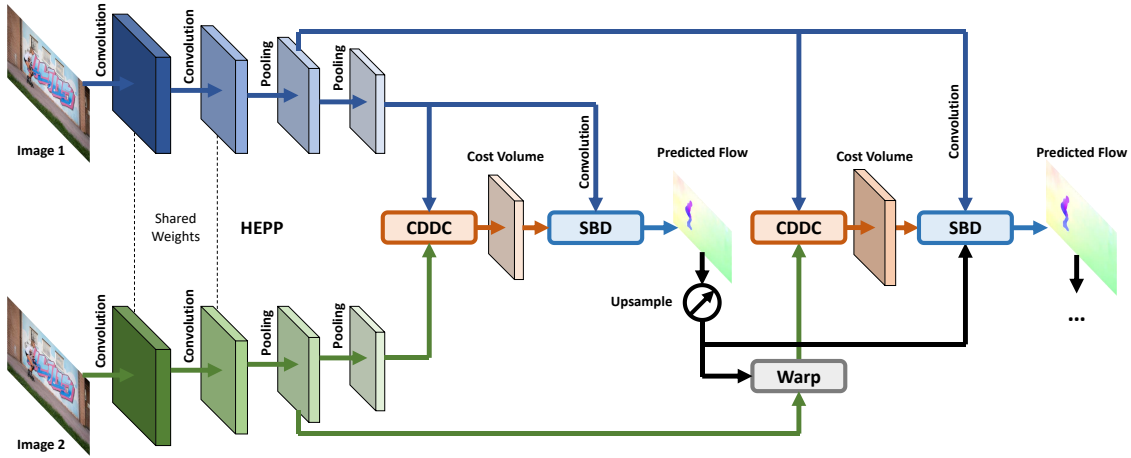 Convolution
Convolution
Pooling
Pooling
Image 1
Convolution
Cost Volume
Predicted Flow
Convolution
Cost Volume
Predicted Flow
Shared
Weights
HEPP
CDDC
SBD
CDDC
SBD
Upsample
...
Convolution
Convolution
Pooling
Pooling
Warp
Image 2